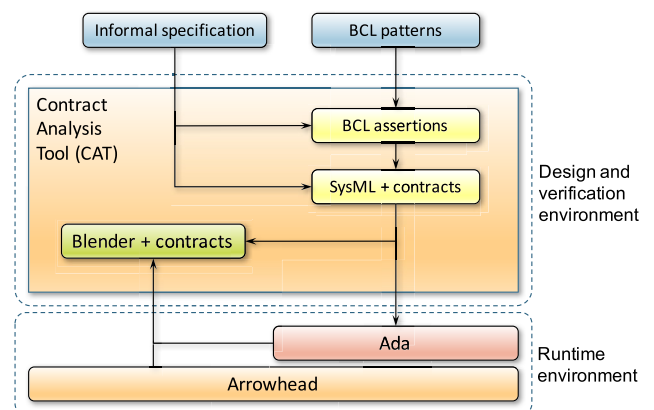 Informal specification
BCL patterns
Contract
Analysis
Tool (CAT)
BCL assertions
SysML + contracts
Design and
verification
environment
Blender + contracts
Ada
Runtime
environment
Arrowhead